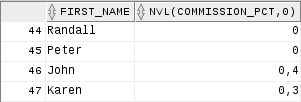 FIRST_NAME NVL(COMMISSION_PCT,0)
44 Randall 0
45 Peter 0
46 John 0,4
47 Karen 0,3